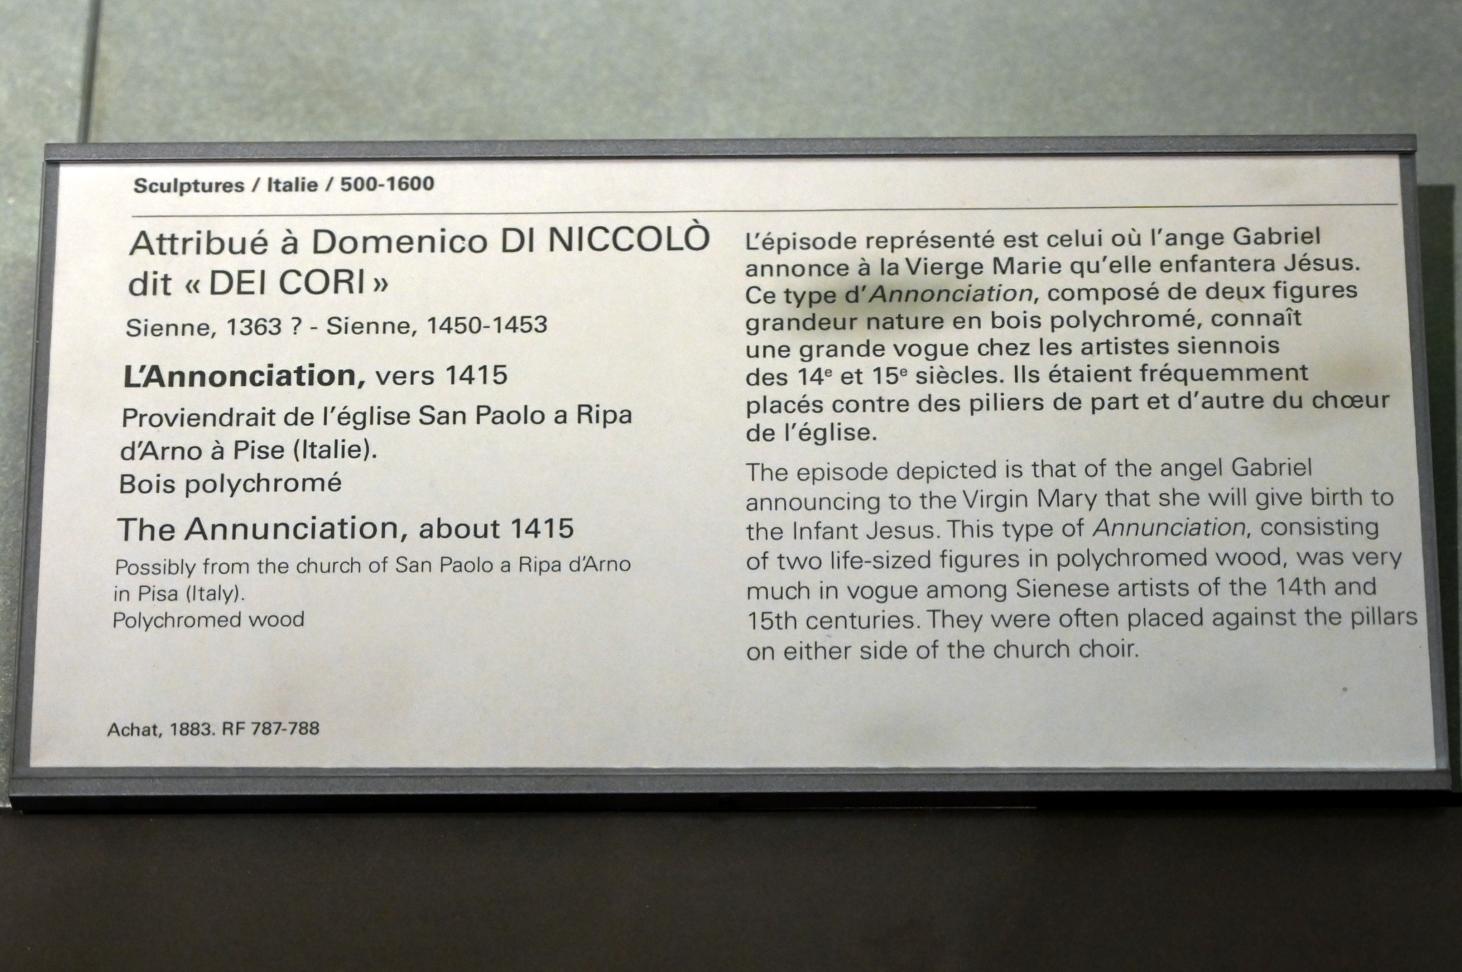 Sculptures / Italie / 500-1600
Attribué à Domenico DI NICCOLÒ
dit « DEI CORI »
Sienne, 1363 ? - Sienne, 1450-1453
L'Annonciation, vers 1415
Proviendrait de l'église San Paolo a Ripa
d'Arno à Pise (Italie).
Bois polychromé
The Annunciation, about 1415
Possibly from the church of San Paolo a Ripa d'Arno
in Pisa (Italy).
Polychromed wood
Achat, 1883. RF 787-788
L'épisode représenté est celui où l'ange Gabriel
annonce à la Vierge Marie qu'elle enfantera Jésus.
Ce type d'Annonciation, composé de deux figures
grandeur nature en bois polychromé, connaît
une grande vogue chez les artistes siennois
des 14e et 15e siècles. Ils étaient fréquemment
placés contre des piliers de part et d'autre du chœur
de l'église.
The episode depicted is that of the angel Gabriel
announcing to the Virgin Mary that she will give birth to
the Infant Jesus. This type of Annunciation, consisting
of two life-sized figures in polychromed wood, was very
much in vogue among Sienese artists of the 14th and
15th centuries. They were often placed against the pillars
on either side of the church choir.